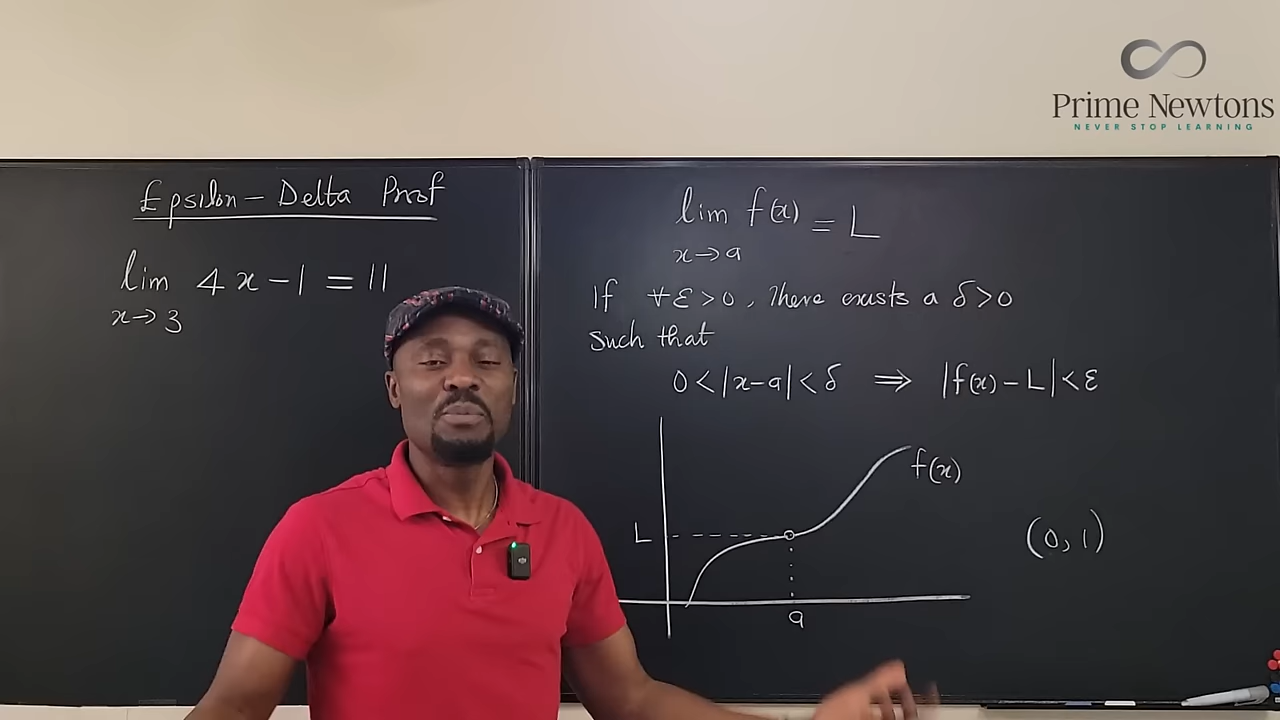 Prime Newtons
NEVER STOP LEARNING
Epsilon – Delta Proof
lim 4x − 1 = 11
x → 3
lim f(x) = L
x → a
If ∀ε > 0, There exists a δ > 0
such that
0 < |x − a| < δ ⟹ |f(x) − L| < ε
f(x)
L
(0, 1)
a